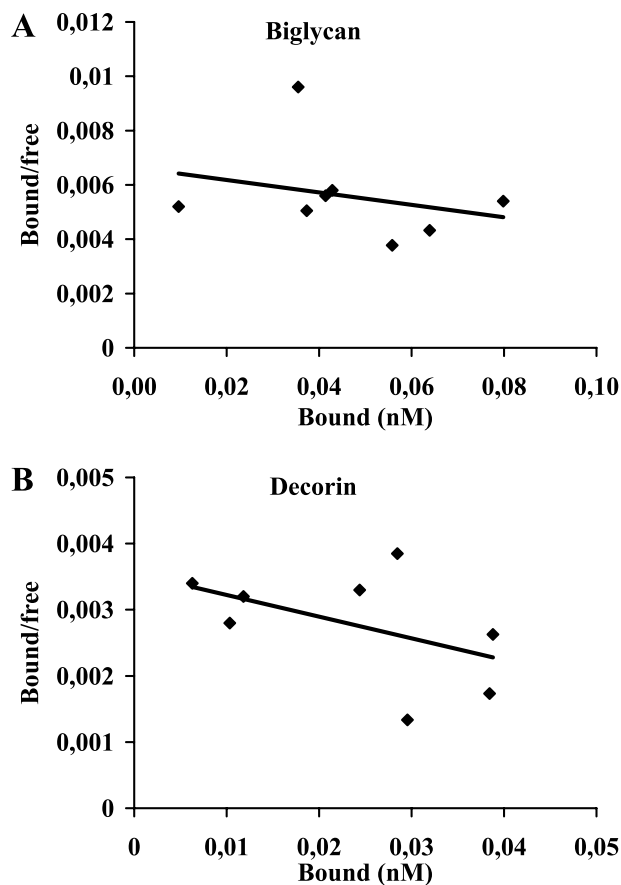 A
Biglycan
0,012
0,01
0,008
0,006
0,004
0,002
0
Bound/free
0,00 0,02 0,04 0,06 0,08 0,10
Bound (nM)
B
Decorin
0,005
0,004
0,003
0,002
0,001
0
Bound/free
0 0,01 0,02 0,03 0,04 0,05
Bound (nM)